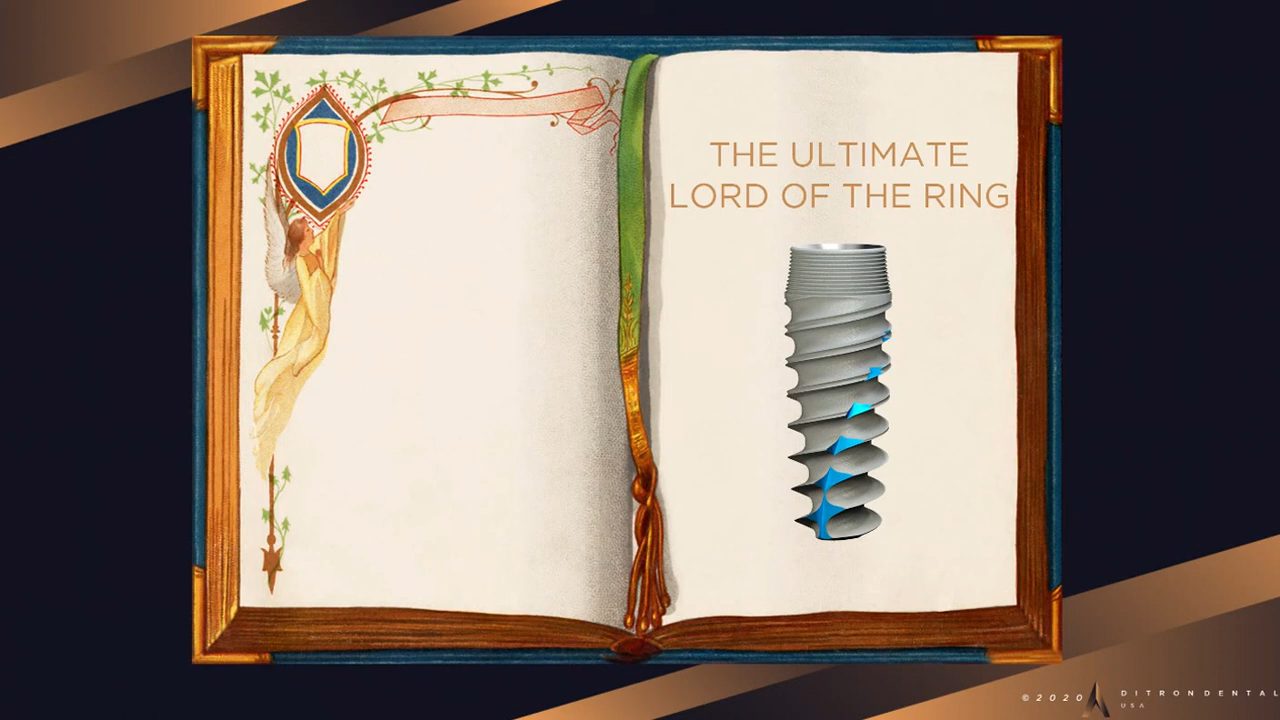 THE ULTIMATE
LORD OF THE RING
©2020 DITRONDENTAL
USA